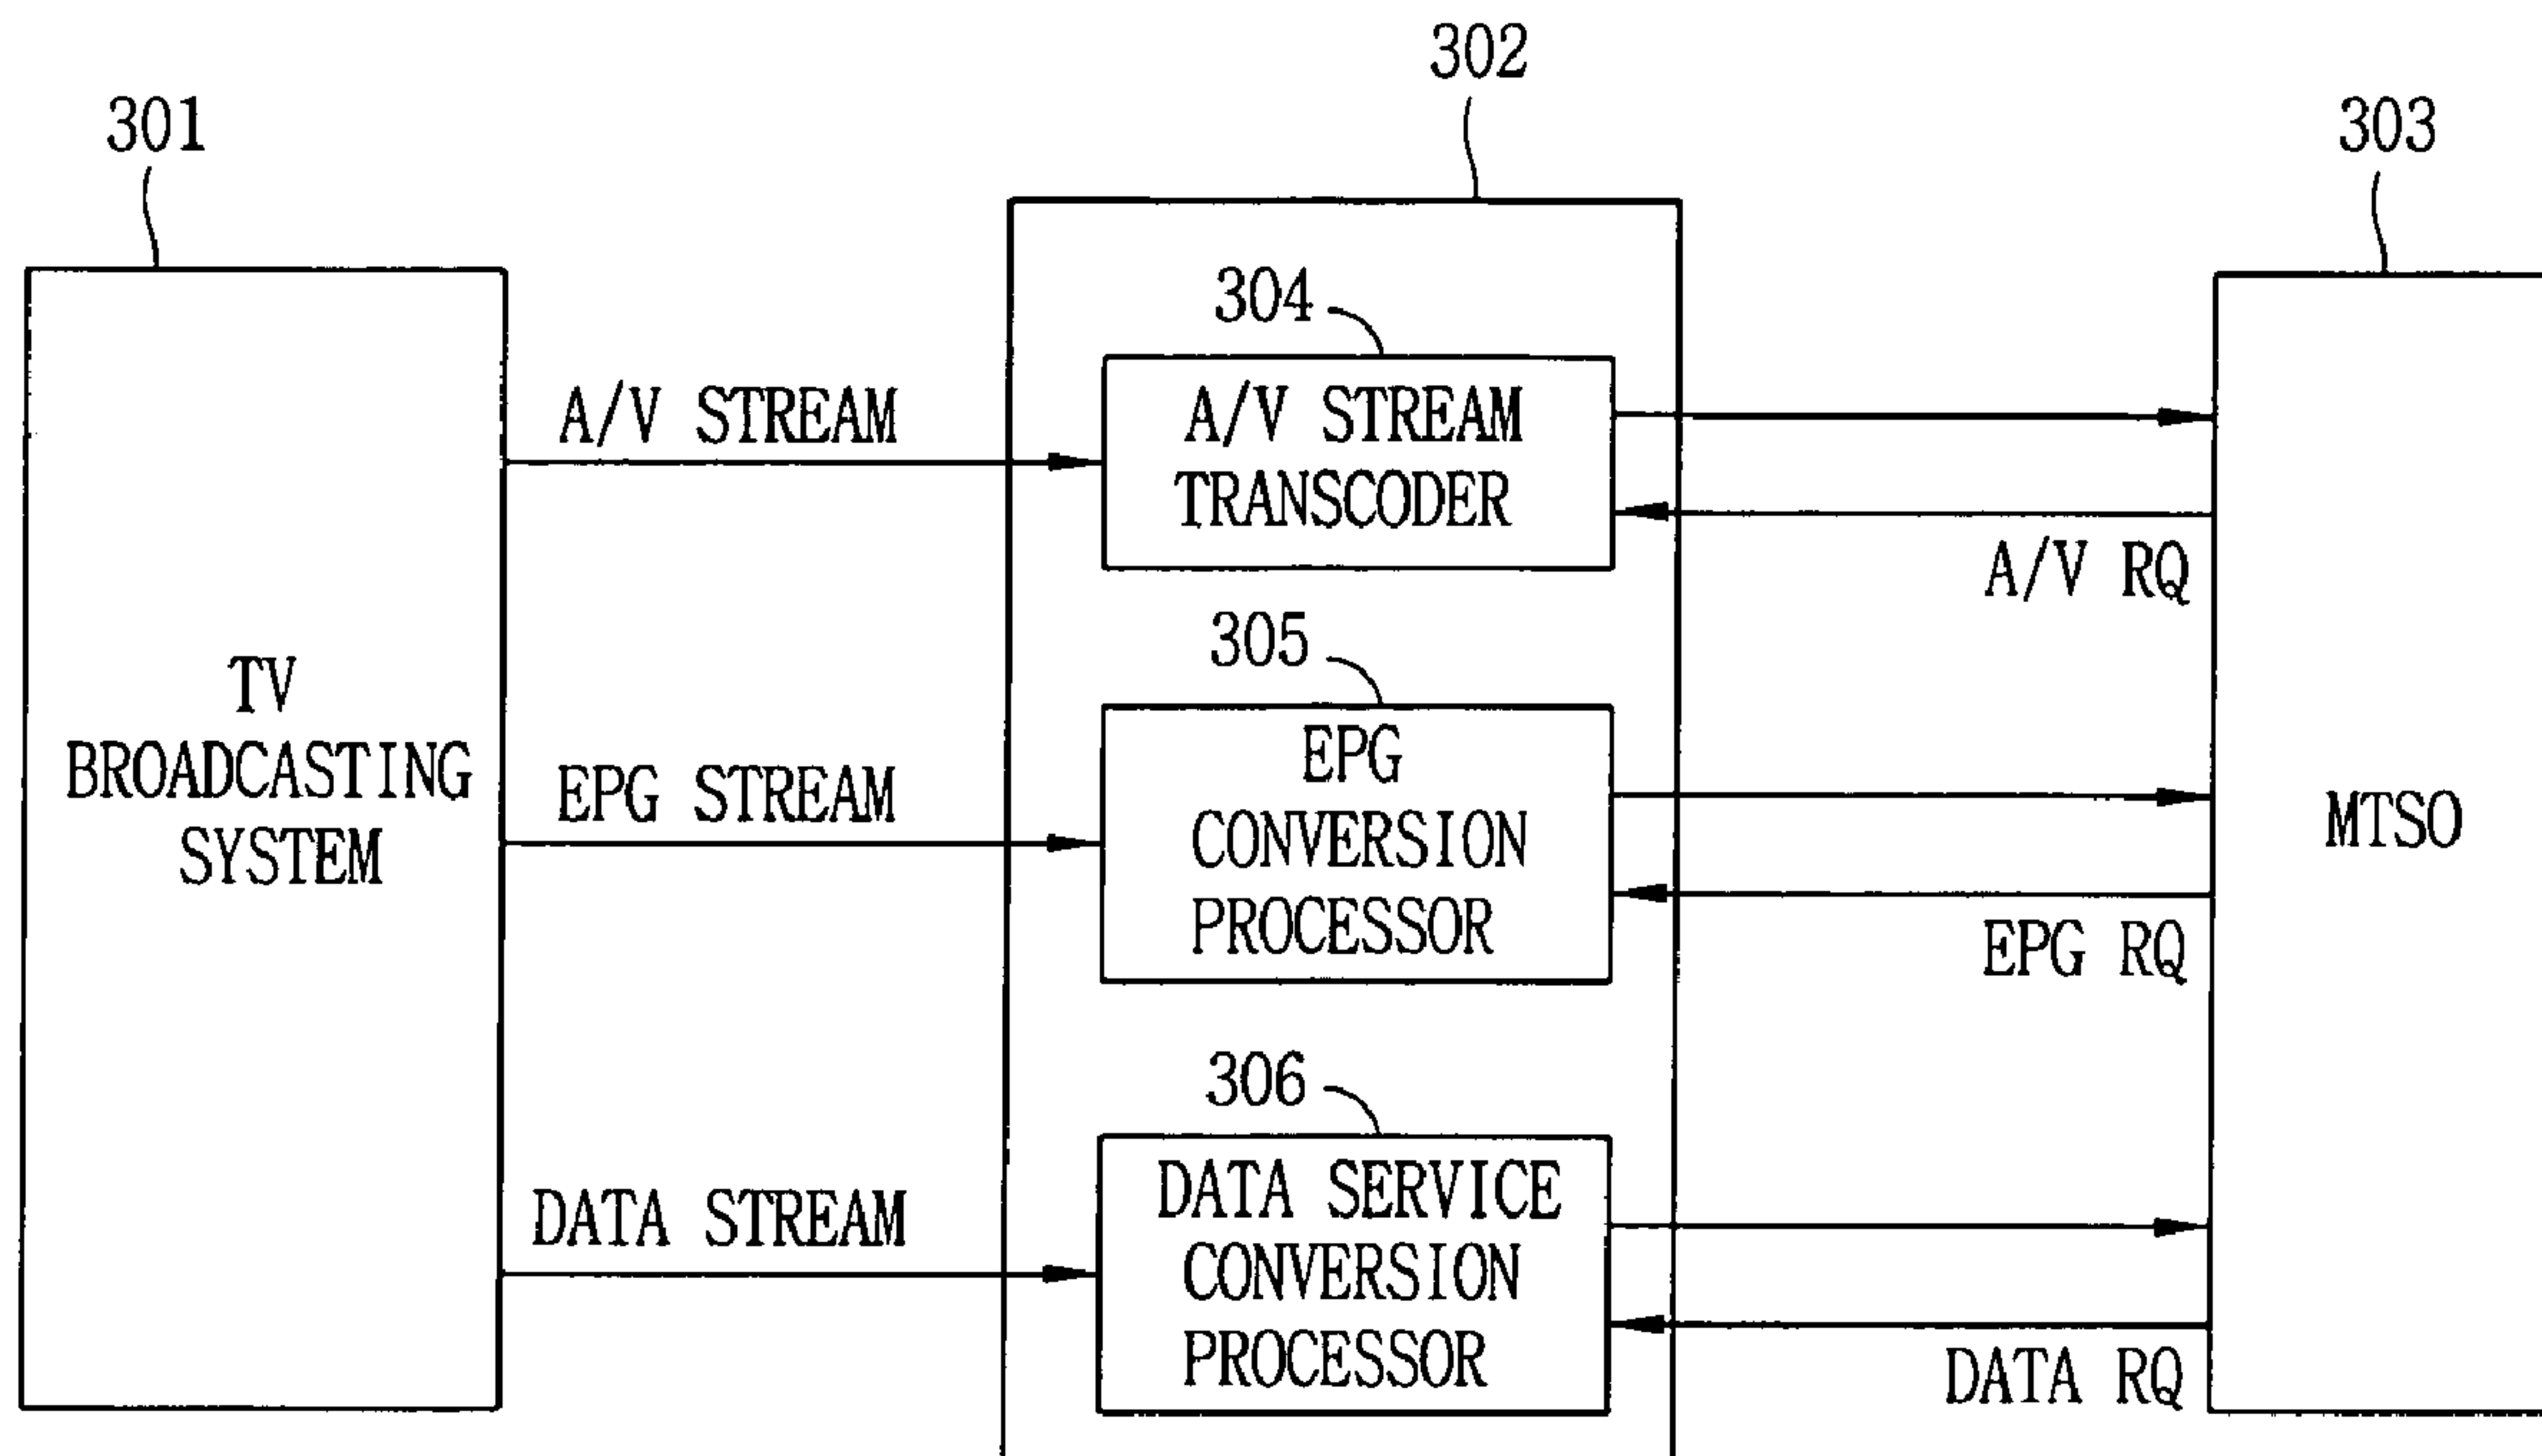 302
301
303
304
A/V STREAM
A/V STREAM
TRANSCODER
A/V RQ
305
TV
BROADCASTING
SYSTEM
EPG STREAM
EPG
CONVERSION
PROCESSOR
MTSO
EPG RQ
306
DATA STREAM
DATA SERVICE
CONVERSION
PROCESSOR
DATA RQ